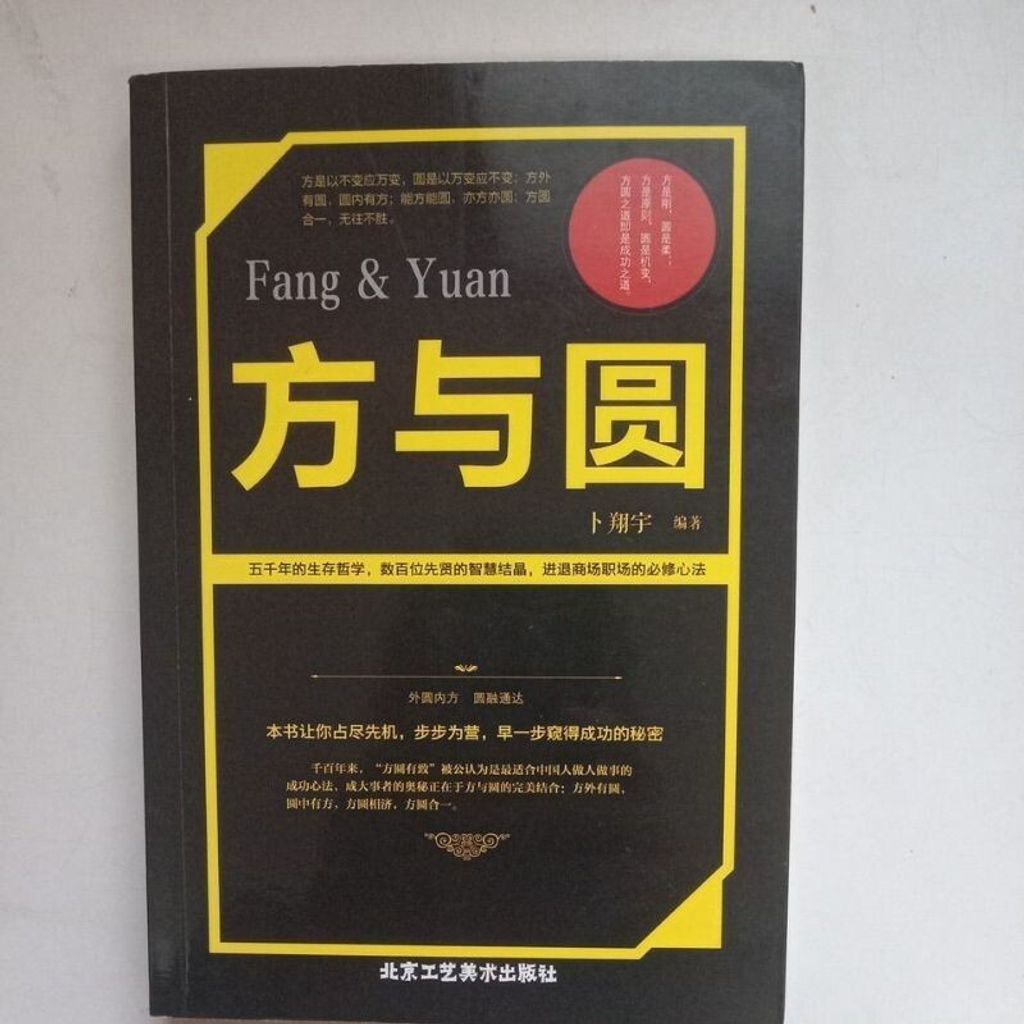 方是以不变应万变，圆是以万变应不变；方外
有圆，圆内有方；能方能圆，亦方亦圆；方圆
合一，无往不胜。
方是刚，圆是柔；
方是原则，圆是机变，
方圆之道即是成功之道。
Fang & Yuan
方与圆
卜翔宇 编著
五千年的生存哲学，数百位先贤的智慧结晶，进退商场职场的必修心法
外圆内方 圆融通达
本书让你占尽先机，步步为营，早一步窥得成功的秘密
千百年来，“方圆有致”被公认为是最适合中国人做人做事的
成功心法，成大事者的奥秘正在于方与圆的完美结合：方外有圆，
圆中有方，方圆相济，方圆合一。
北京工艺美术出版社